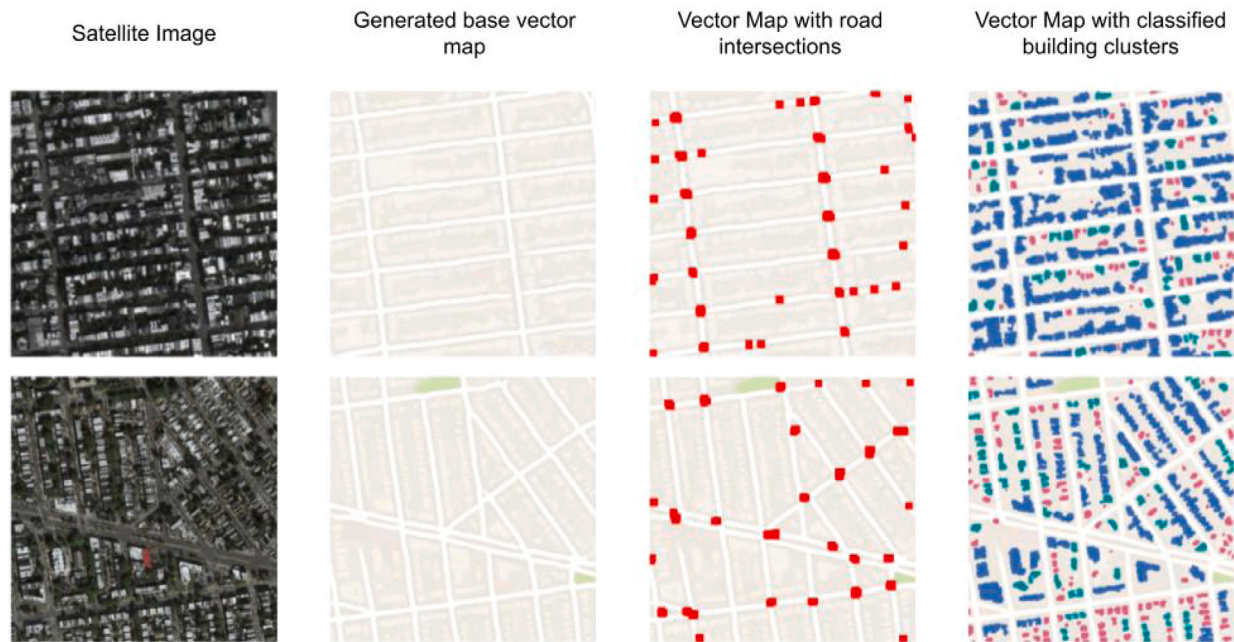 Satellite Image
Generated base vector
map
Vector Map with road
intersections
Vector Map with classified
building clusters